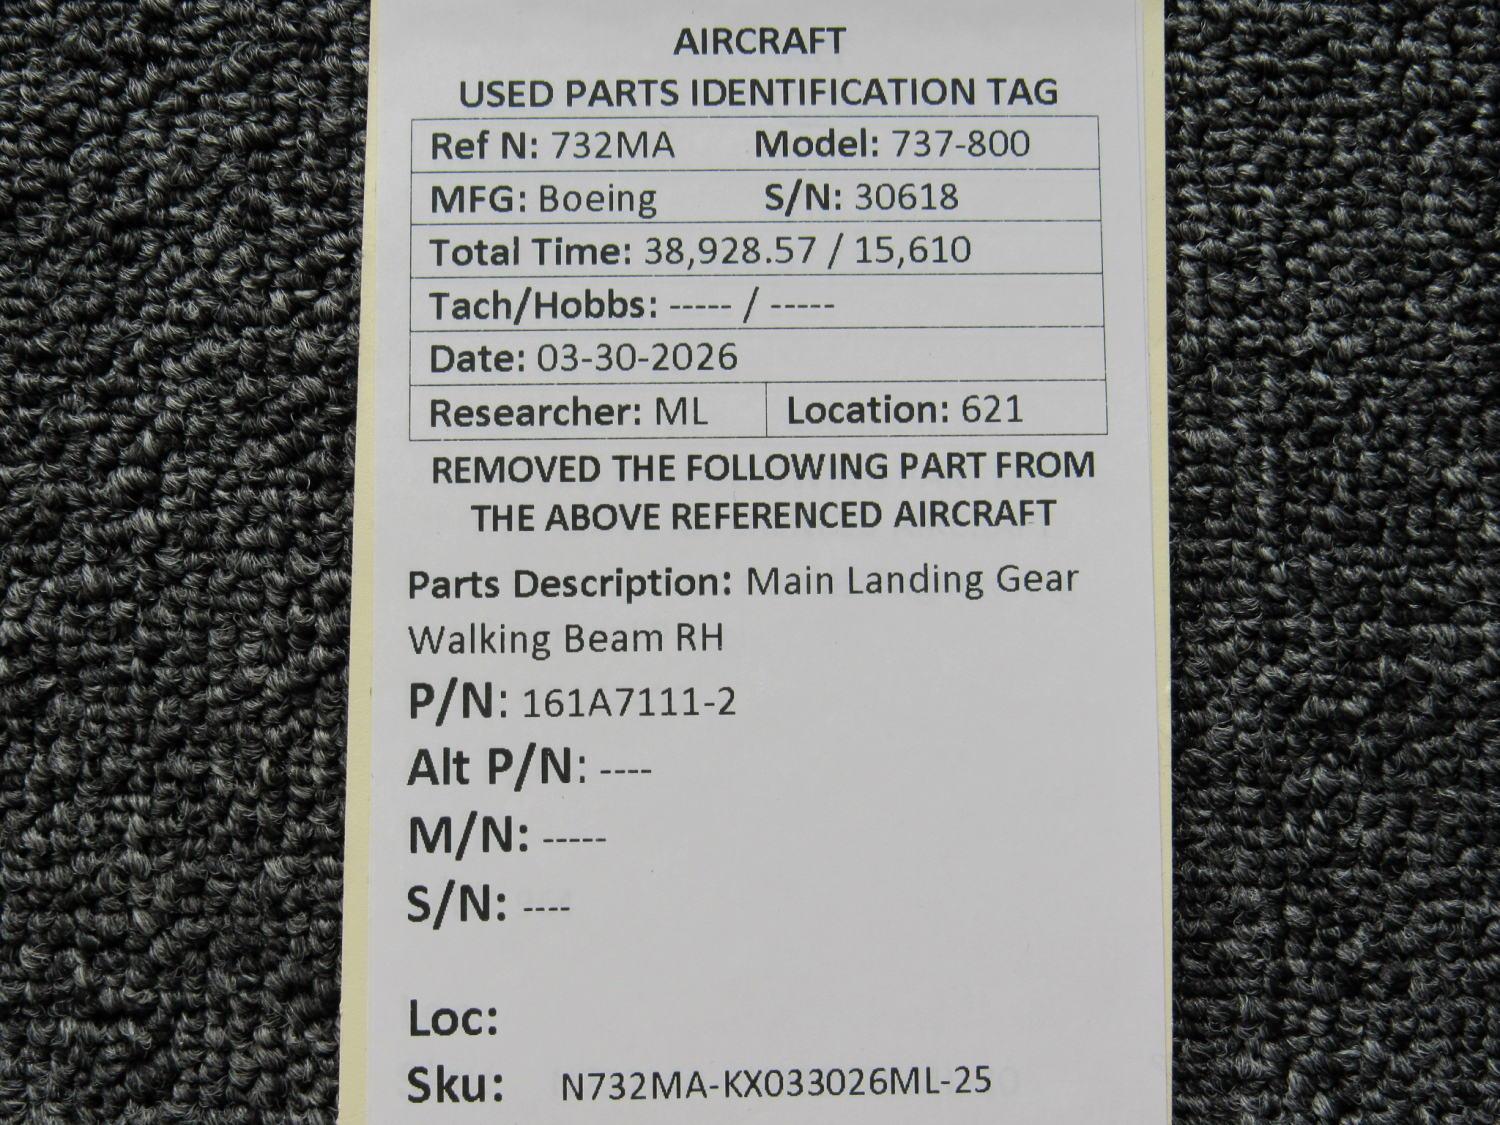 AIRCRAFT
USED PARTS IDENTIFICATION TAG
Ref N: 732MA Model: 737-800
MFG: Boeing S/N: 30618
Total Time: 38,928.57 / 15,610
Tach/Hobbs: ----- / -----
Date: 03-30-2026
Researcher: ML Location: 621
REMOVED THE FOLLOWING PART FROM
THE ABOVE REFERENCED AIRCRAFT
Parts Description: Main Landing Gear
Walking Beam RH
P/N: 161A7111-2
Alt P/N: ----
M/N: -----
S/N: ----
Loc:
Sku: N732MA-KX033026ML-25